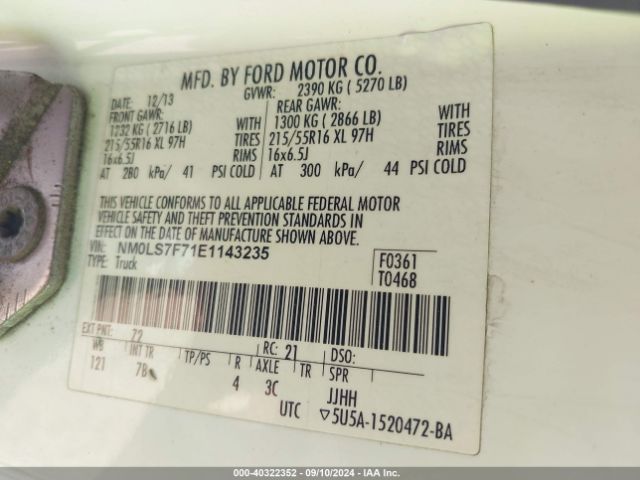 MFD. BY FORD MOTOR CO.
DATE: 12/13 GVWR: 2390 KG ( 5270 LB)
FRONT GAWR: REAR GAWR:
1232 KG ( 2716 LB) WITH 1300 KG ( 2866 LB) WITH
215/55R16 XL 97H TIRES 215/55R16 XL 97H TIRES
16x6.5J RIMS 16x6.5J RIMS
AT 280 kPa/ 41 PSI COLD AT 300 kPa/ 44 PSI COLD
THIS VEHICLE CONFORMS TO ALL APPLICABLE FEDERAL MOTOR
VEHICLE SAFETY AND THEFT PREVENTION STANDARDS IN EFFECT
ON THE DATE OF MANUFACTURE SHOWN ABOVE.
VIN: NM0LS7F71E1143235 F0361
TYPE: Truck T0468
EXT PNT: 72 RC: 21 DSO:
WB INT TR TP/PS R AXLE TR SPR
121 7B 4 3C JJHH
UTC ▽5U5A-1520472-BA
COPART - 40322352 - 09/10/2024 - IAA Inc.